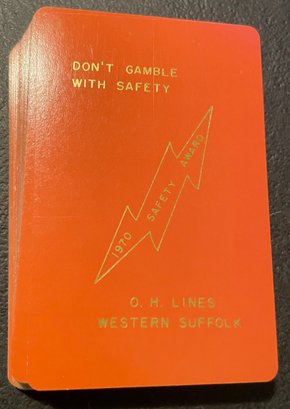 DON'T GAMBLE
WITH SAFETY
1970 SAFETY AWARD
O. H. LINES
WESTERN SUFFOLK